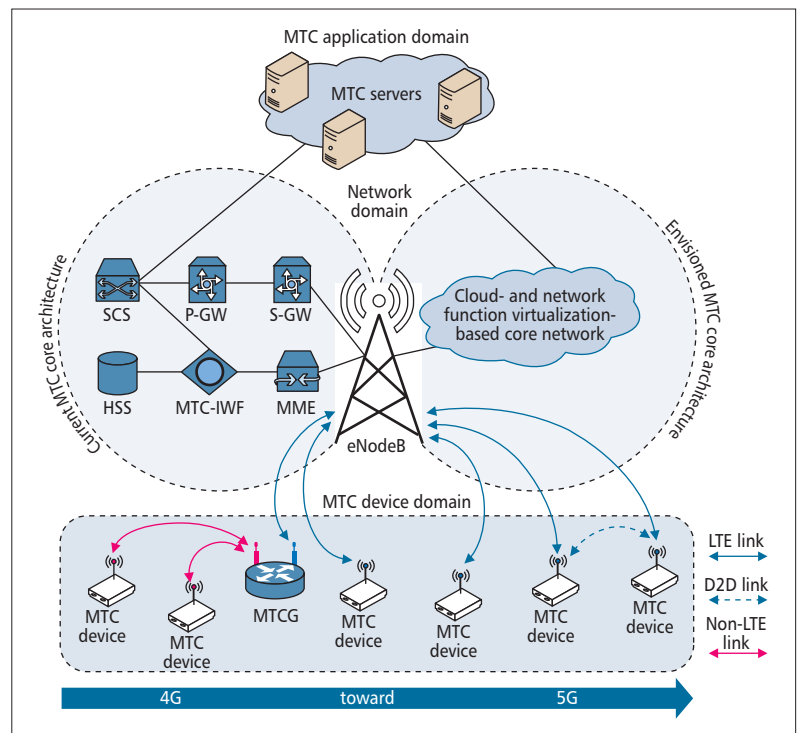 MTC application domain
MTC servers
Network
domain
Current MTC core architecture
Envisioned MTC core architecture
SCS
P-GW
S-GW
Cloud- and network
function virtualization-
based core network
HSS
MTC-IWF
MME
eNodeB
MTC device domain
LTE link
D2D link
Non-LTE
link
MTC
device
MTC
device
MTCG
MTC
device
MTC
device
MTC
device
MTC
device
4G
toward
5G